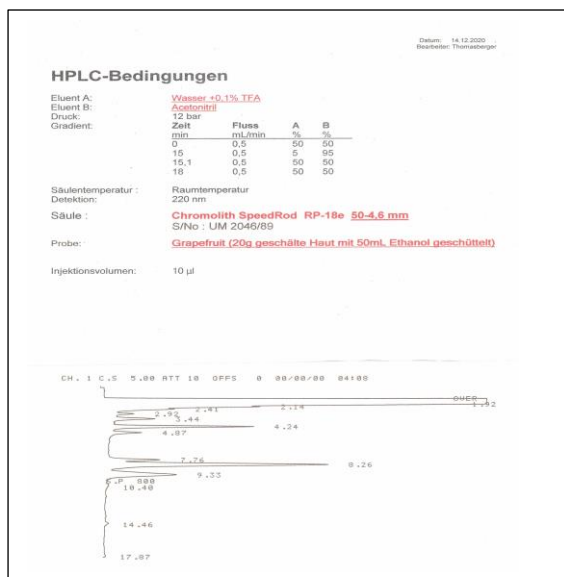 Datum: 14.12.2020
Bearbeiter: Thomasberger
HPLC-Bedingungen
Eluent A: Wasser +0,1% TFA
Eluent B: Acetonitril
Druck: 12 bar
Gradient: Zeit Fluss A B
min mL/min % %
0 0,5 50 50
15 0,5 5 95
15,1 0,5 50 50
18 0,5 50 50
Säulentemperatur : Raumtemperatur
Detektion: 220 nm
Säule : Chromolith SpeedRod RP-18e 50-4,6 mm
S/No : UM 2046/89
Probe: Grapefruit (20g geschälte Haut mit 50mL Ethanol geschüttelt)
Injektionsvolumen: 10 µl
CH. 1 C.S 5.00 ATT 10 OFFS 0 00/00/00 04:08
OVER
1.92
2.41 2.14
2.92
3.44
4.24
4.87
7.76
8.26
9.33
10.40
14.46
17.87